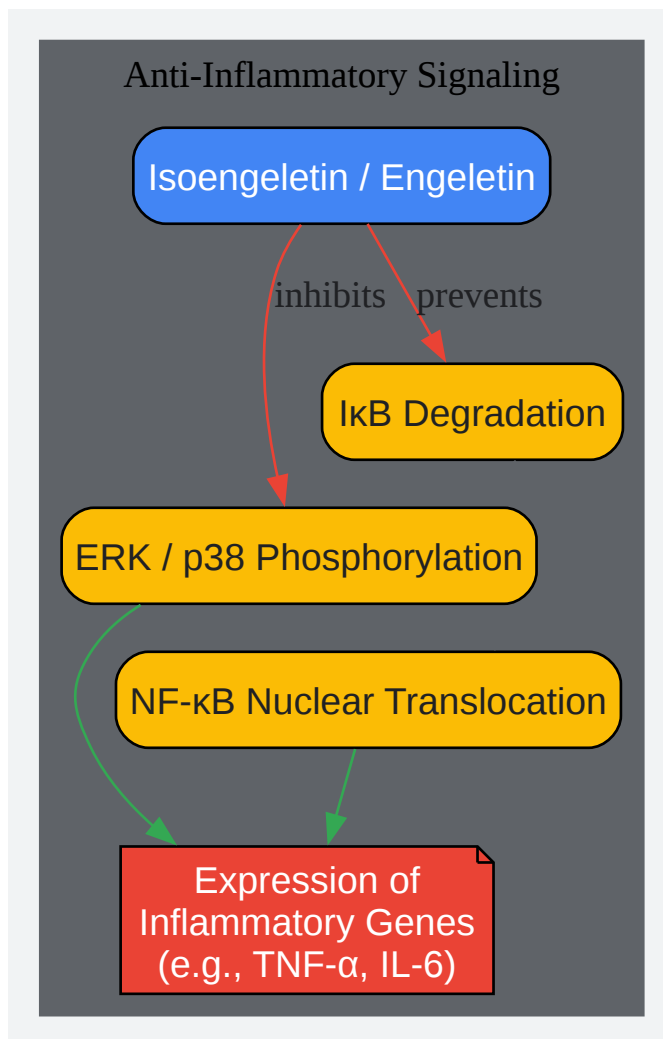 Anti-Inflammatory Signaling
Isoengeletin / Engeletin
inhibits
prevents
IκB Degradation
ERK / p38 Phosphorylation
NF-κB Nuclear Translocation
Expression of
Inflammatory Genes
(e.g., TNF-α, IL-6)